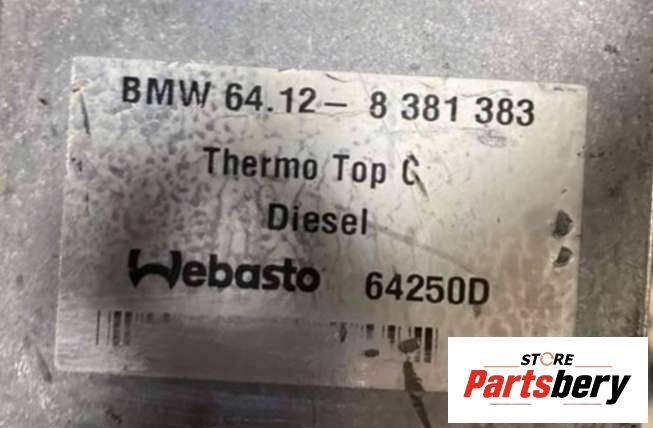 BMW 64.12- 8 381 383
Thermo Top C
Diesel
Webasto 64250D
STORE
Partsbery